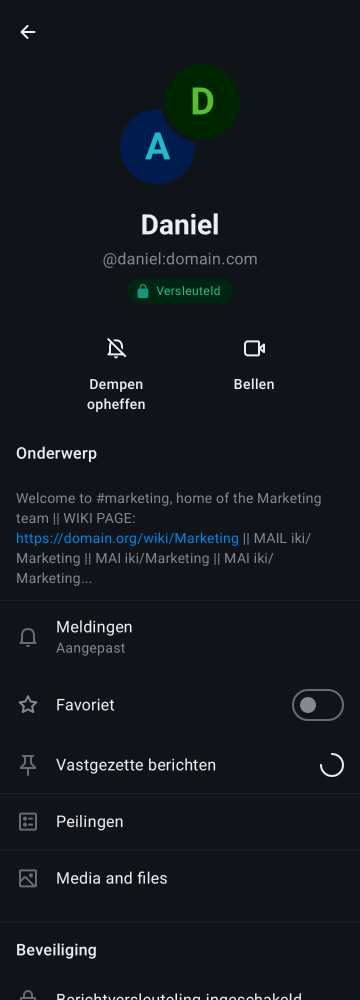 D
A
Daniel
@daniel:domain.com
Versleuteld
Dempen
opheffen
Bellen
Onderwerp
Welcome to #marketing, home of the Marketing
team || WIKI PAGE:
https://domain.org/wiki/Marketing || MAIL iki/
Marketing || MAI iki/Marketing || MAI iki/
Marketing...
Meldingen
Aangepast
Favoriet
Vastgezette berichten
Peilingen
Media and files
Beveiliging
Berichtversleuteling ingeschakeld